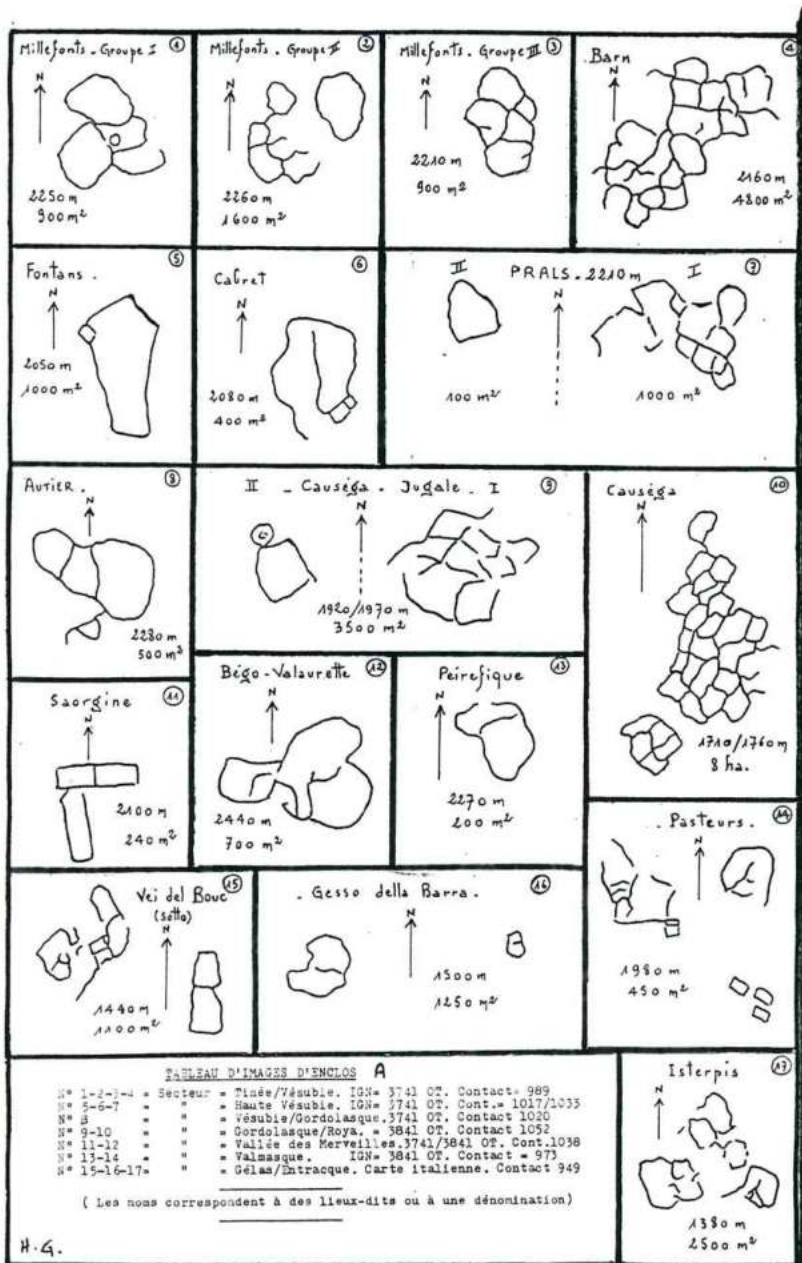 Millefonts - Groupe I ①
N
2250 m
900 m²
Millefonts - Groupe II ②
N
2260 m
1600 m²
Millefonts - Groupe III ③
N
2210 m
900 m²
Barn ④
N
2160 m
4800 m²
Fontans ⑤
N
2050 m
1000 m²
Cabret ⑥
N
2080 m
400 m²
II PRALS - 2210 m I ⑦
N
100 m²
1000 m²
AUTIER ⑧
N
2280 m
500 m²
II - Causéga - Jugale - I ⑨
N
1920/1970 m
3500 m²
Causéga ⑩
N
1710/1760 m
8 ha.
Saorgine ⑪
N
2100 m
240 m²
Bégo-Valaurette ⑫
N
2440 m
700 m²
Peirefique ⑬
N
2270 m
200 m²
- Pasteurs - ⑭
N
1980 m
450 m²
Vei del Bouc ⑮
(sotto)
N
1440 m
1100 m²
- Gesso della Barra - ⑯
N
1500 m
1250 m²
Isterpis ⑰
N
1380 m
2500 m²
TABLEAU D'IMAGES D'ENCLOS A
N° 1-2-3-4 = Secteur = Tinée/Vésubie. IGN= 3741 OT. Contact= 989
N° 5-6-7 = " = Haute Vésubie. IGN= 3741 OT. Cont.= 1017/1033
N° 8 = " = Vésubie/Gordolasque.3741 OT. Contact 1020
N° 9-10 = " = Gordolasque/Roya. = 3841 OT. Contact 1052
N° 11-12 = " = Vallée des Merveilles.3741/3841 OT. Cont.1038
N° 13-14 = " = Valmasque. IGN= 3841 OT. Contact = 973
N° 15-16-17= " = Gélas/Entracque. Carte italienne. Contact 949
( Les noms correspondent à des lieux-dits ou à une dénomination)
H.G.